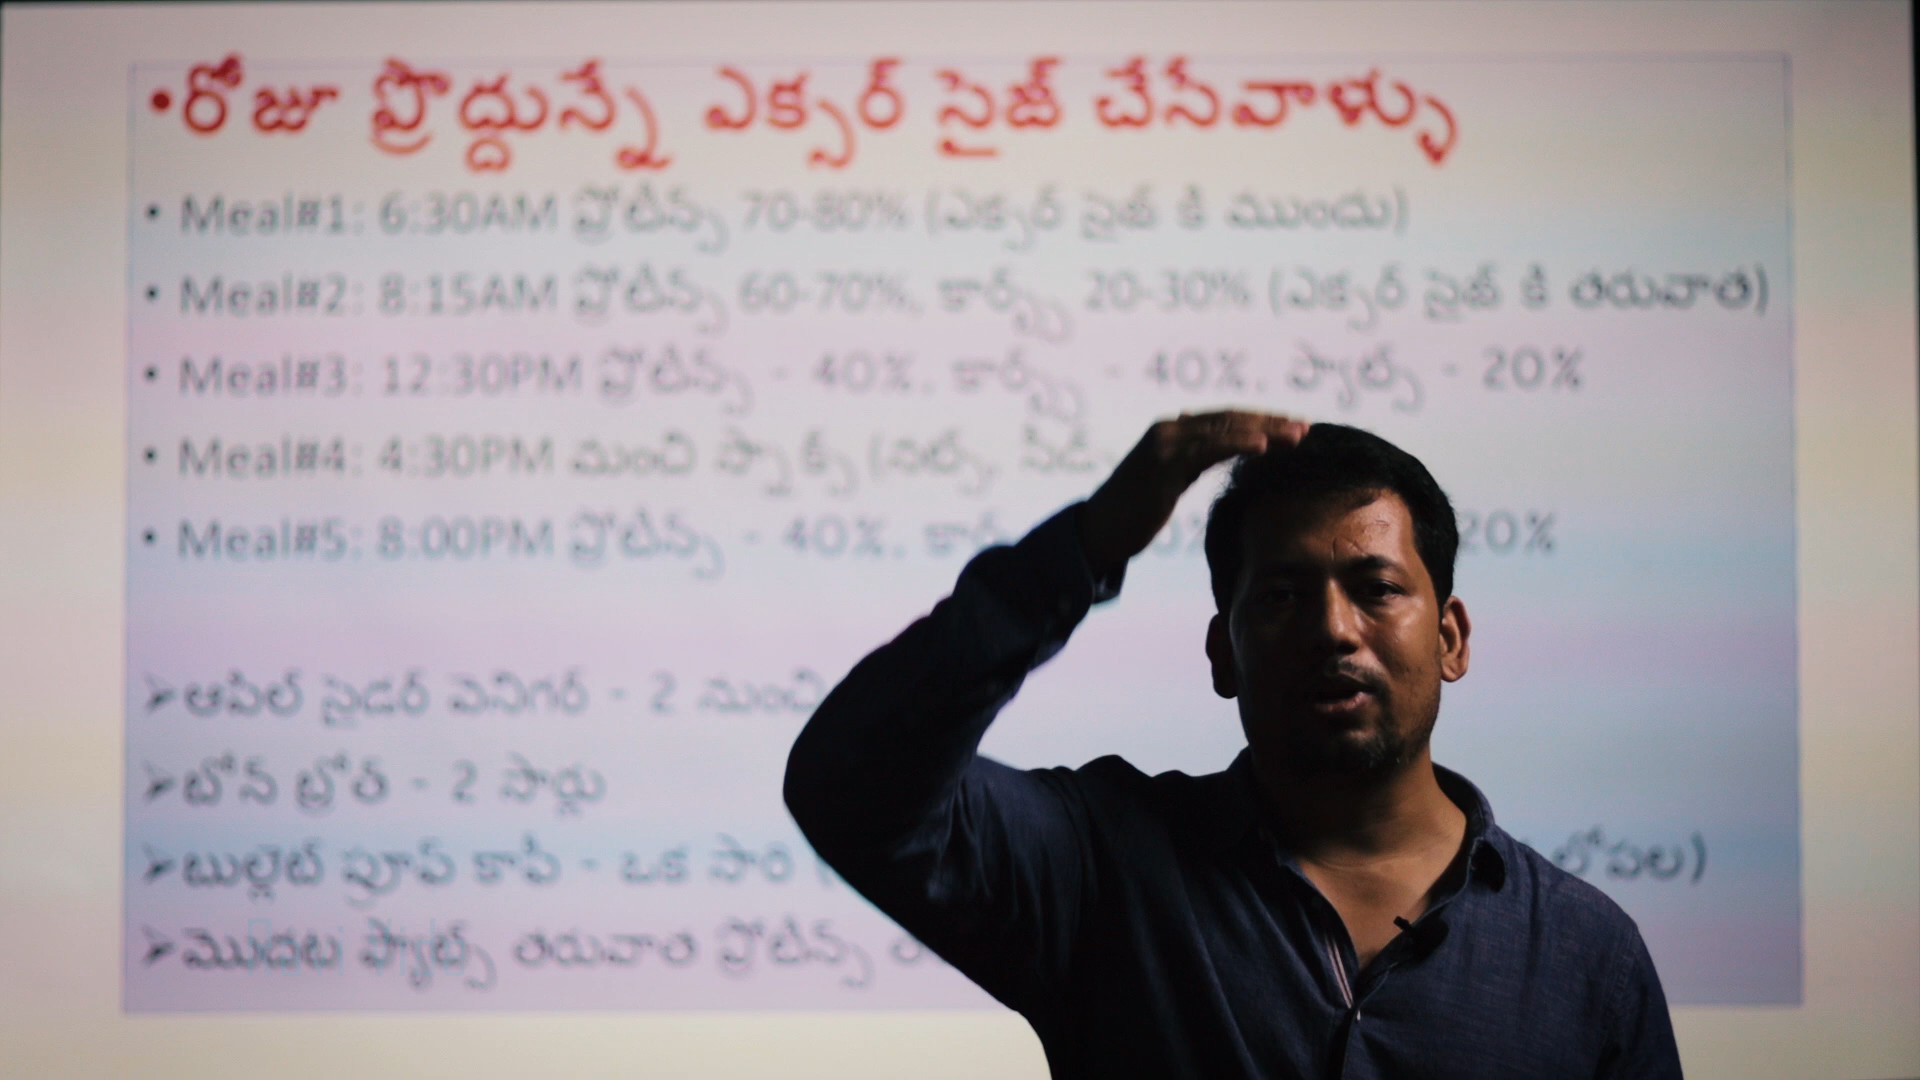 •రోజూ ప్రొద్దున్నే ఎక్సర్ సైజ్ చేసేవాళ్ళు
• Meal#1: 6:30AM ప్రోటీన్స్ 70-80% (ఎక్సర్ సైజ్ కి ముందు)
• Meal#2: 8:15AM ప్రోటీన్స్ 60-70%, కార్బ్స్ 20-30% (ఎక్సర్ సైజ్ కి తరువాత)
• Meal#3: 12:30PM ప్రోటీన్స్ - 40%, కార్బ్స్ - 40%, ఫ్యాట్స్ - 20%
• Meal#4: 4:30PM మంచి స్నాక్స్ (నట్స్, సీడ్
• Meal#5: 8:00PM ప్రోటీన్స్ - 40%, 20%
➢ఆపిల్ సైడర్ వెనిగర్ - 2 నుంచి
➢బోన్ బ్రోత్ - 2 సార్లు
➢బుల్లెట్ ప్రూఫ్ కాఫీ - ఒక సారి లోపల)
➢మొదట ఫ్యాట్స్ తరువాత ప్రోటీన్స్